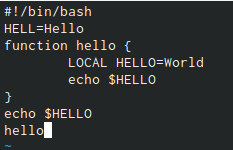 #!/bin/bash
HELL=Hello
function hello {
        LOCAL HELLO=World
        echo $HELLO
}
echo $HELLO
hello
~